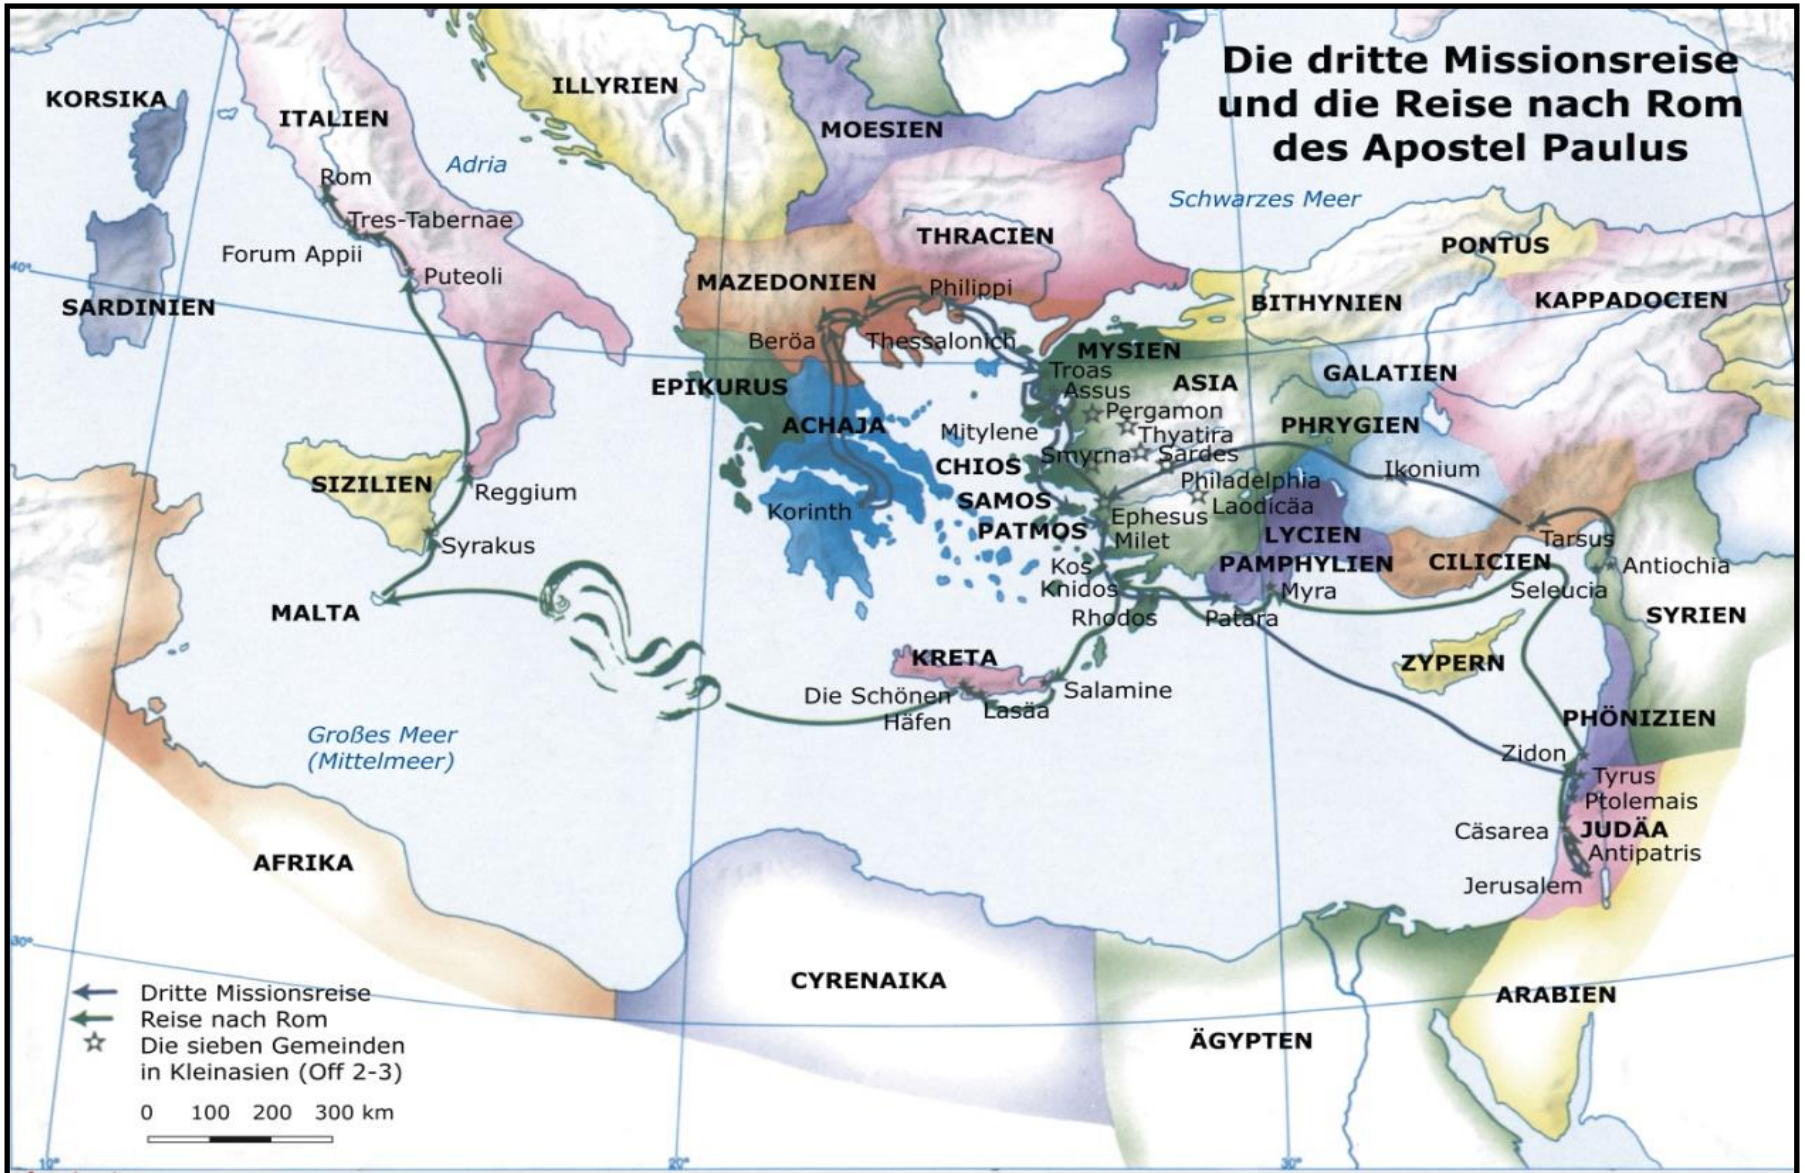 Die dritte Missionsreise
und die Reise nach Rom
des Apostel Paulus
KORSIKA
ITALIEN
ILLYRIEN
MOESIEN
Adria
Schwarzes Meer
Rom
Tres-Tabernae
Forum Appii
Puteoli
40°
SARDINIEN
THRACIEN
PONTUS
MAZEDONIEN
Philippi
BITHYNIEN
KAPPADOCIEN
Beröa
Thessalonich
MYSIEN
Troas
Assus
ASIA
GALATIEN
EPIKURUS
ACHAJA
Pergamon
Mitylene
Thyatira
PHRYGIEN
Smyrna
Sardes
CHIOS
Ikonium
SIZILIEN
Reggium
Philadelphia
SAMOS
Laodicäa
Korinth
PATMOS
Ephesus
Milet
LYCIEN
Tarsus
Syrakus
Kos
PAMPHYLIEN
CILICIEN
Antiochia
Knidos
Myra
Seleucia
MALTA
Rhodos
Patara
SYRIEN
KRETA
ZYPERN
Die Schönen
Häfen
Lasäa
Salamine
Großes Meer
(Mittelmeer)
PHÖNIZIEN
Zidon
Tyrus
Ptolemais
Cäsarea
JUDÄA
Antipatris
Jerusalem
AFRIKA
30°
CYRENAIKA
ÄGYPTEN
ARABIEN
Dritte Missionsreise
Reise nach Rom
Die sieben Gemeinden
in Kleinasien (Off 2-3)
0 100 200 300 km
10°
20°
30°